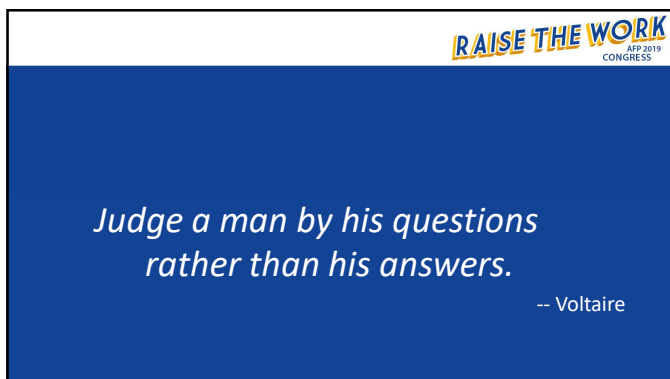 RAISE THE WORK
AFP 2019
CONGRESS
Judge a man by his questions
rather than his answers.
-- Voltaire